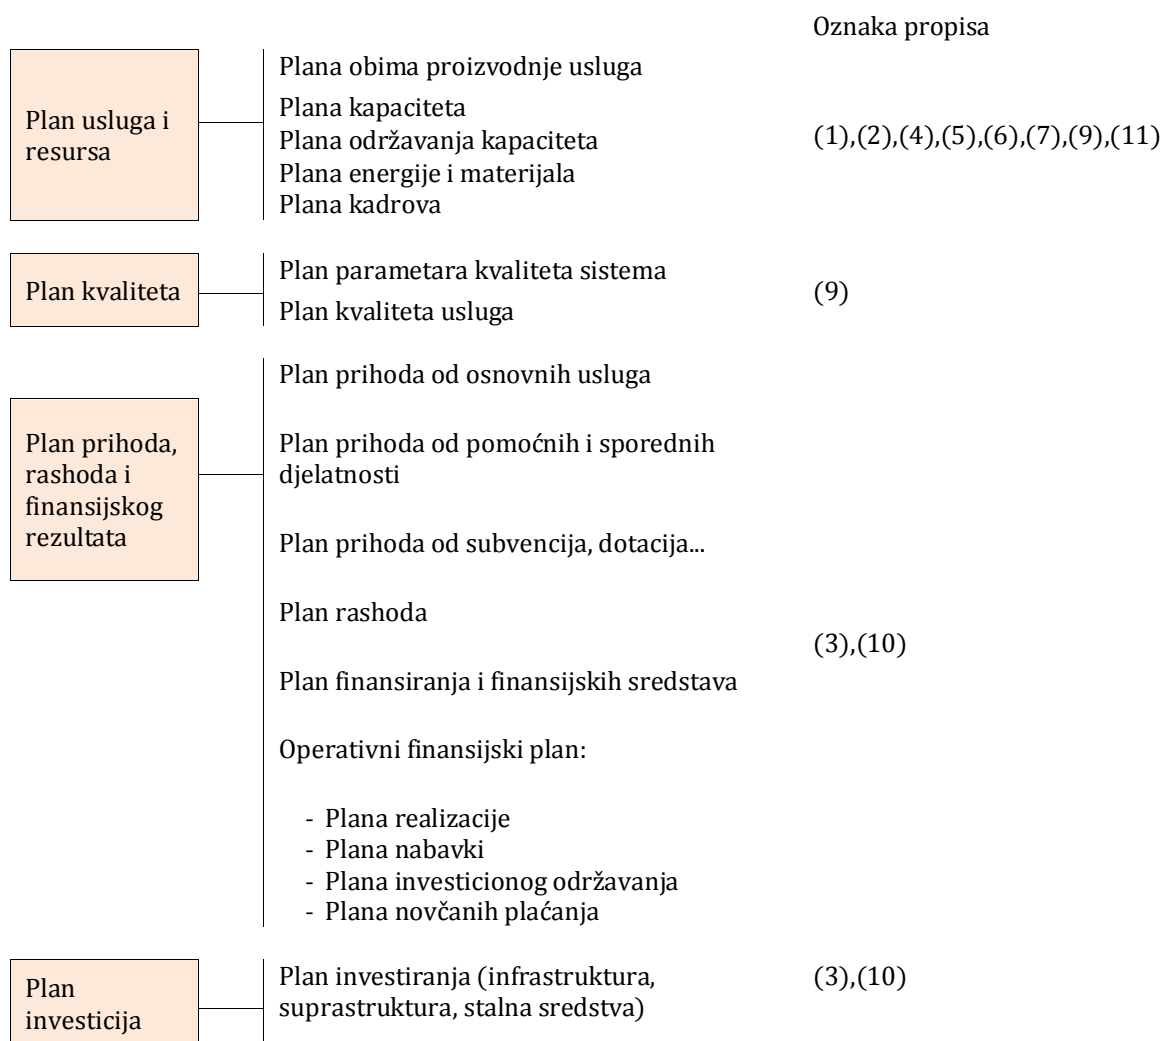 Oznaka propisa
Plan usluga i
resursa
Plana obima proizvodnje usluga
Plana kapaciteta
Plana održavanja kapaciteta
Plana energije i materijala
Plana kadrova
(1),(2),(4),(5),(6),(7),(9),(11)
Plan kvaliteta
Plan parametara kvaliteta sistema
Plan kvaliteta usluga
(9)
Plan prihoda,
rashoda i
finansijskog
rezultata
Plan prihoda od osnovnih usluga
Plan prihoda od pomoćnih i sporednih
djelatnosti
Plan prihoda od subvencija, dotacija...
Plan rashoda
Plan finansiranja i finansijskih sredstava
Operativni finansijski plan:
- Plana realizacije
- Plana nabavki
- Plana investicionog održavanja
- Plana novčanih plaćanja
(3),(10)
Plan
investicija
Plan investiranja (infrastruktura,
suprastruktura, stalna sredstva)
(3),(10)